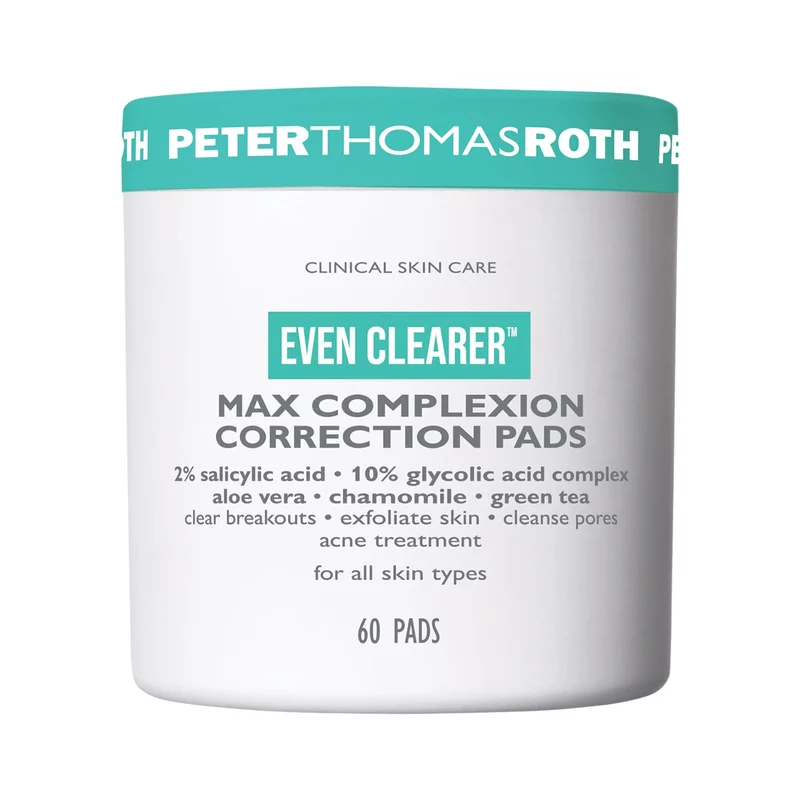 TH PETERTHOMASROTH PE
CLINICAL SKIN CARE
EVEN CLEARER™
MAX COMPLEXION
CORRECTION PADS
2% salicylic acid • 10% glycolic acid complex
aloe vera • chamomile • green tea
clear breakouts • exfoliate skin • cleanse pores
acne treatment
for all skin types
60 PADS